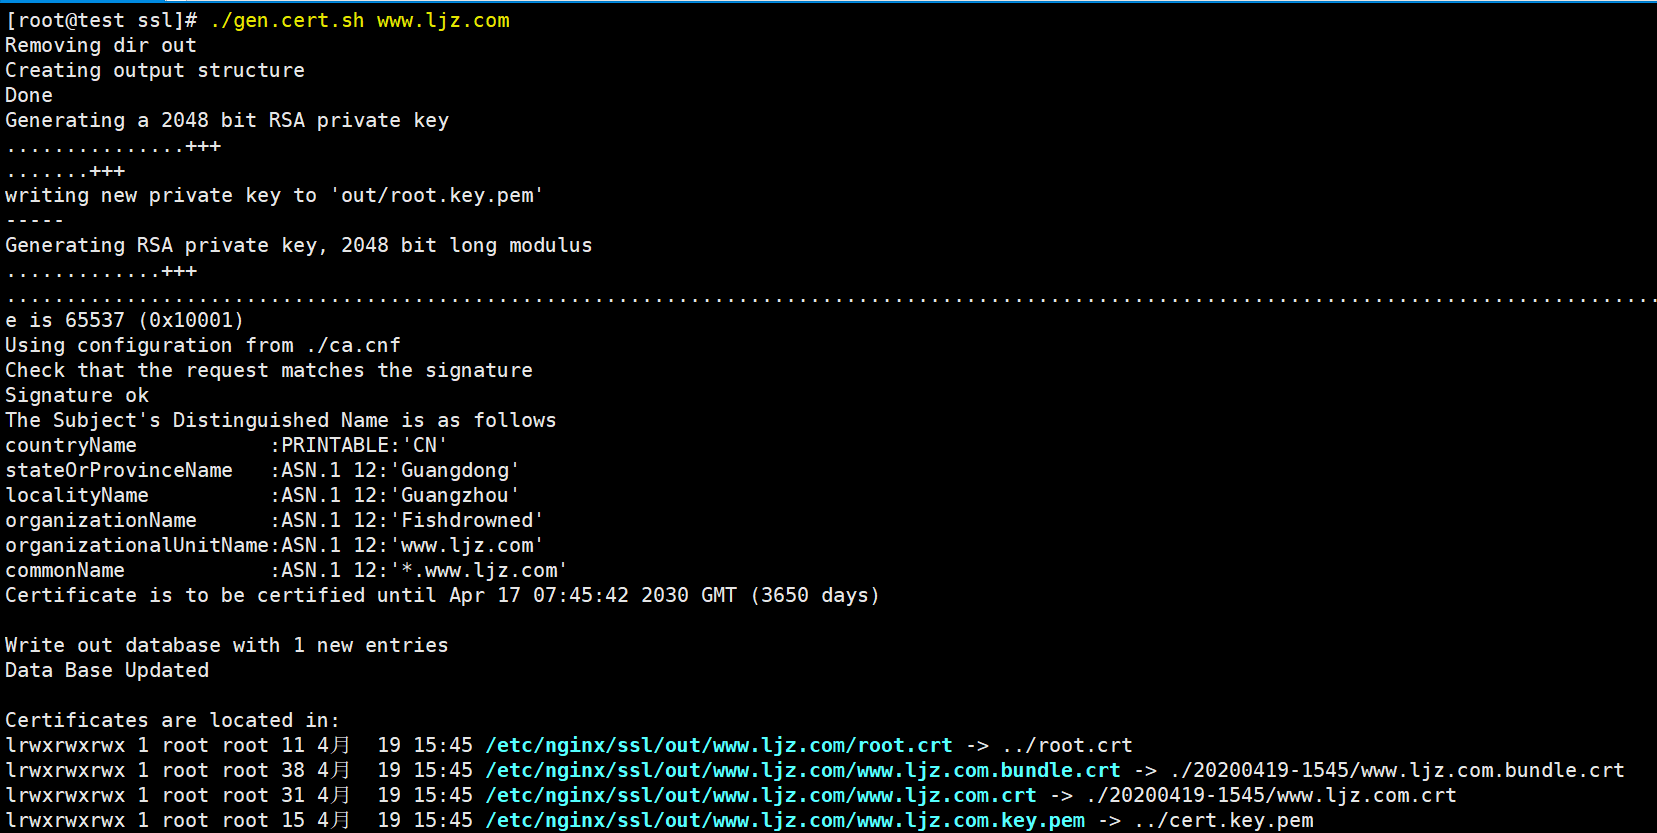 [root@test ssl]# ./gen.cert.sh www.ljz.com
Removing dir out
Creating output structure
Done
Generating a 2048 bit RSA private key
...............+++
.......+++
writing new private key to 'out/root.key.pem'
-----
Generating RSA private key, 2048 bit long modulus
.............+++
..........................................................................................................................................
e is 65537 (0x10001)
Using configuration from ./ca.cnf
Check that the request matches the signature
Signature ok
The Subject's Distinguished Name is as follows
countryName           :PRINTABLE:'CN'
stateOrProvinceName   :ASN.1 12:'Guangdong'
localityName          :ASN.1 12:'Guangzhou'
organizationName      :ASN.1 12:'Fishdrowned'
organizationalUnitName:ASN.1 12:'www.ljz.com'
commonName            :ASN.1 12:'*.www.ljz.com'
Certificate is to be certified until Apr 17 07:45:42 2030 GMT (3650 days)
Write out database with 1 new entries
Data Base Updated
Certificates are located in:
lrwxrwxrwx 1 root root 11 4月  19 15:45 /etc/nginx/ssl/out/www.ljz.com/root.crt -> ../root.crt
lrwxrwxrwx 1 root root 38 4月  19 15:45 /etc/nginx/ssl/out/www.ljz.com/www.ljz.com.bundle.crt -> ./20200419-1545/www.ljz.com.bundle.crt
lrwxrwxrwx 1 root root 31 4月  19 15:45 /etc/nginx/ssl/out/www.ljz.com/www.ljz.com.crt -> ./20200419-1545/www.ljz.com.crt
lrwxrwxrwx 1 root root 15 4月  19 15:45 /etc/nginx/ssl/out/www.ljz.com/www.ljz.com.key.pem -> ../cert.key.pem